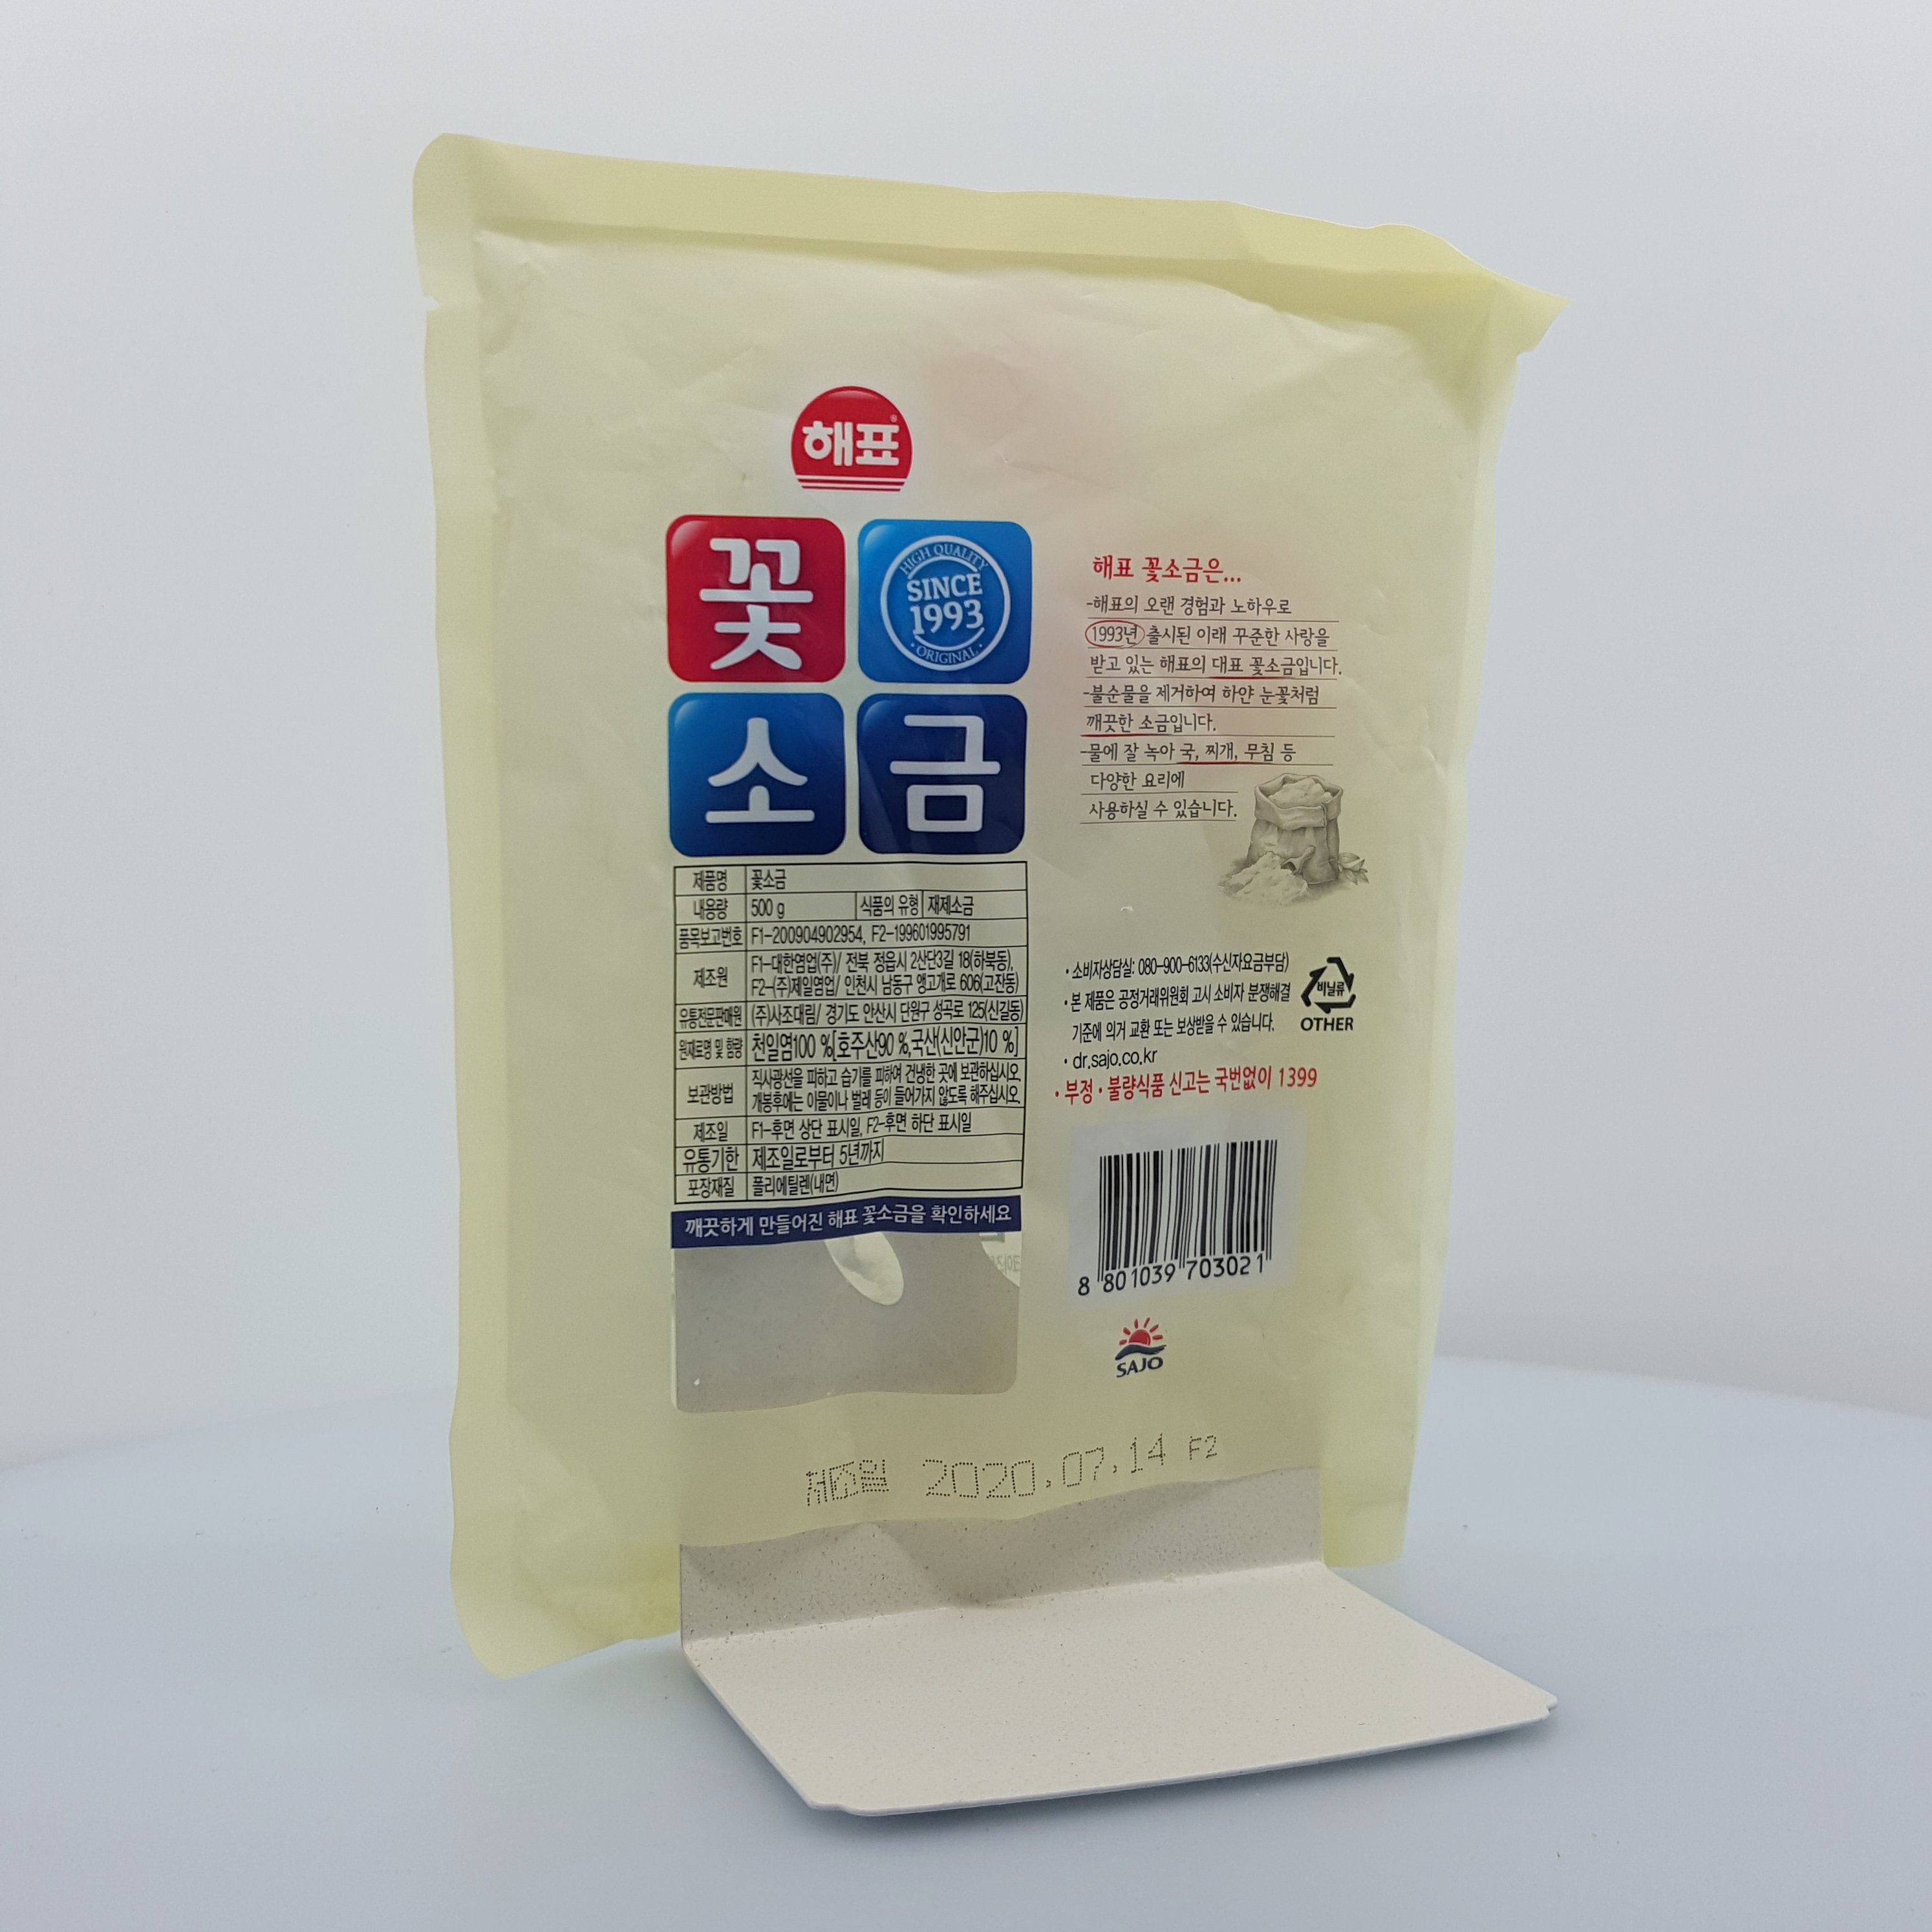 해표
꽃
HIGH QUALITY
SINCE
1993
ORIGINAL
소 금
제품명 꽃소금
내용량 500 g 식품의 유형 재제소금
품목보고번호 F1-200904902954, F2-199601995791
제조원 F1-대한염업(주)/ 전북 정읍시 2산단3길 18(하북동),
F2-(주)제일염업/ 인천시 남동구 앵고개로 606(고잔동)
유통전문판매원 (주)사조대림/ 경기도 안산시 단원구 성곡로 125(신길동)
원재료명 및 함량 천일염100 %[호주산90 %,국산(신안군)10 %]
보관방법 직사광선을 피하고 습기를 피하여 건냉한 곳에 보관하십시오.
개봉후에는 이물이나 벌레 등이 들어가지 않도록 해주십시오.
제조일 F1-후면 상단 표시일, F2-후면 하단 표시일
유통기한 제조일로부터 5년까지
포장재질 폴리에틸렌(내면)
깨끗하게 만들어진 해표 꽃소금을 확인하세요
해표 꽃소금은...
-해표의 오랜 경험과 노하우로
1993년 출시된 이래 꾸준한 사랑을
받고 있는 해표의 대표 꽃소금입니다.
-불순물을 제거하여 하얀 눈꽃처럼
깨끗한 소금입니다.
-물에 잘 녹아 국, 찌개, 무침 등
다양한 요리에
사용하실 수 있습니다.
• 소비자상담실: 080-900-6133(수신자요금부담)
• 본 제품은 공정거래위원회 고시 소비자 분쟁해결
기준에 의거 교환 또는 보상받을 수 있습니다.
• dr.sajo.co.kr
• 부정 • 불량식품 신고는 국번없이 1399
비닐류
OTHER
8 801039 703021
SAJO
제조일 2020.07.14 F2